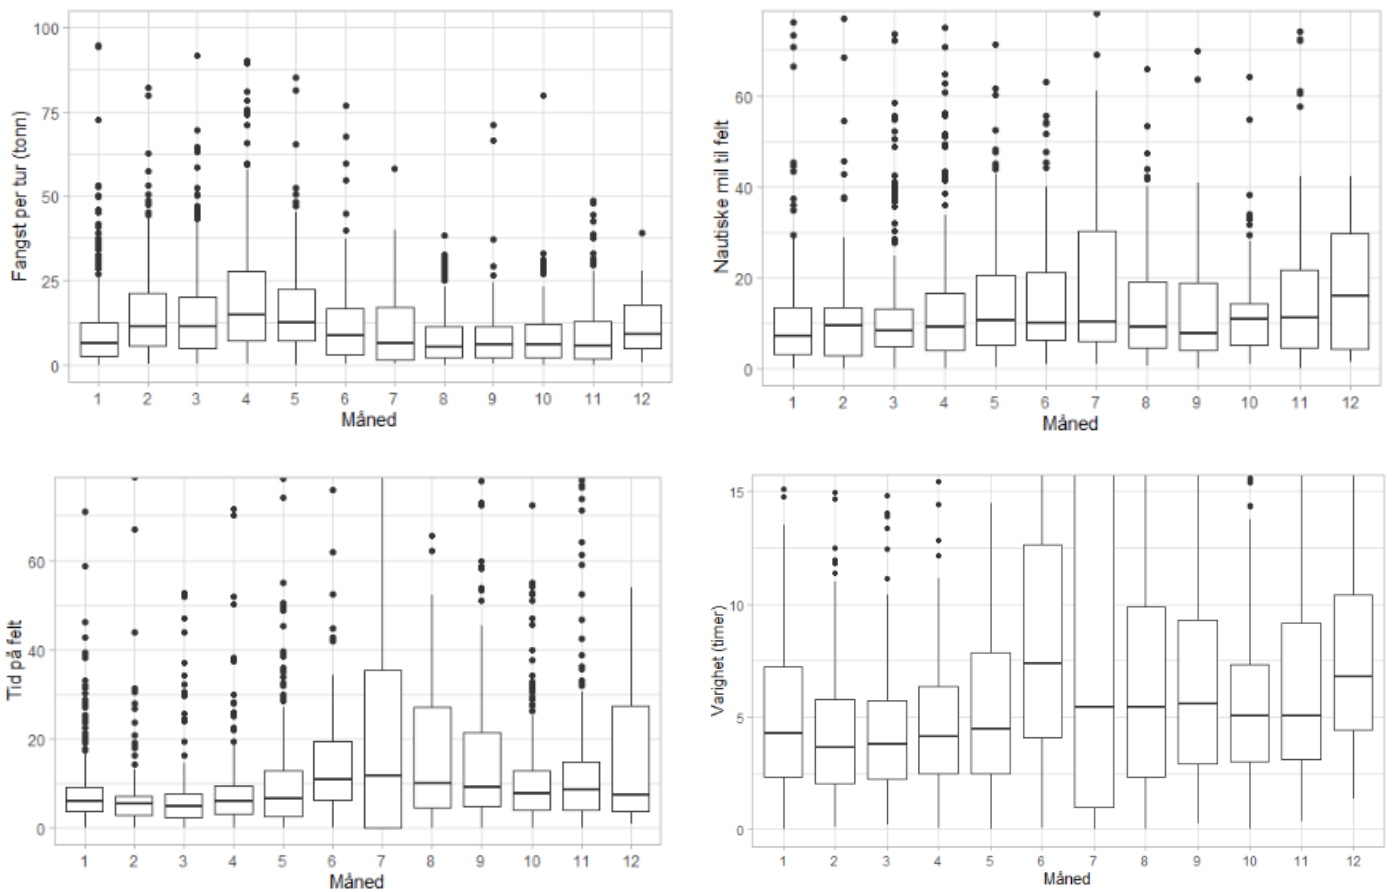 Fangst per tur (tonn)
100
75
50
25
0
1 2 3 4 5 6 7 8 9 10 11 12
Måned
Nautiske mil til felt
60
40
20
0
1 2 3 4 5 6 7 8 9 10 11 12
Måned
Tid på felt
60
40
20
0
1 2 3 4 5 6 7 8 9 10 11 12
Måned
Varighet (timer)
15
10
5
0
1 2 3 4 5 6 7 8 9 10 11 12
Måned